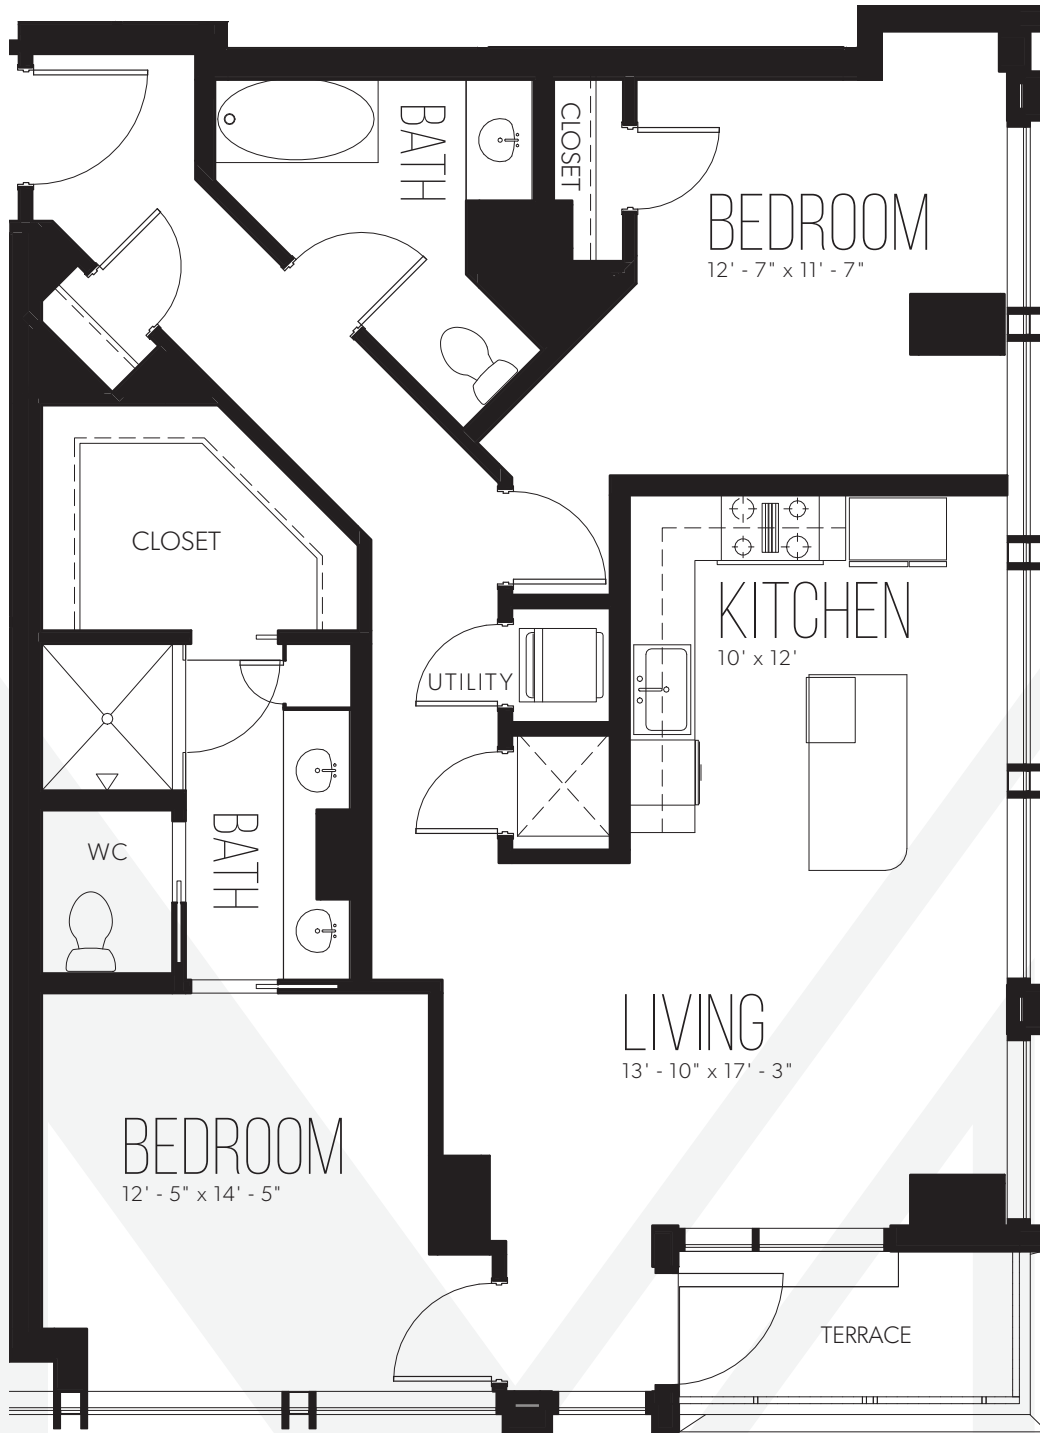 BATH
CLOSET
BEDROOM
12' - 7" x 11' - 7"
CLOSET
KITCHEN
10' x 12'
UTILITY
BATH
WC
LIVING
13' - 10" x 17' - 3"
BEDROOM
12' - 5" x 14' - 5"
TERRACE